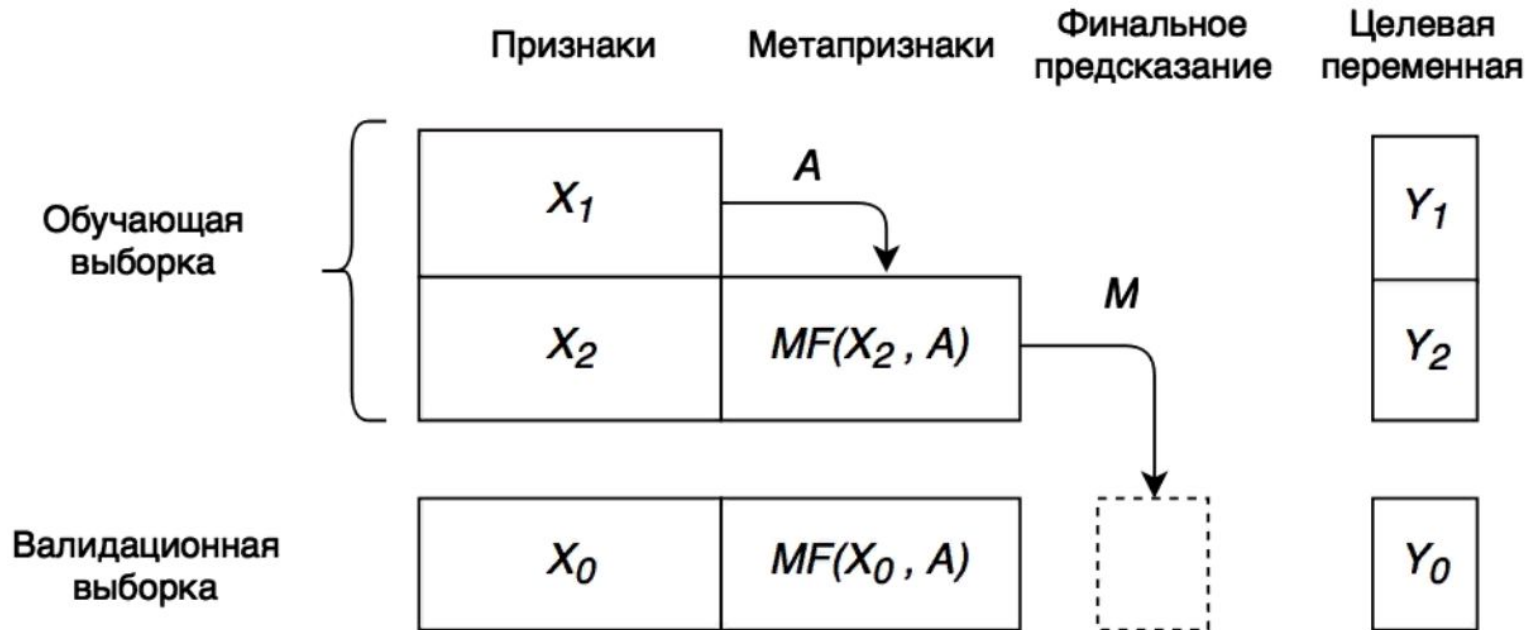 Признаки
Метапризнаки
Финальное
предсказание
Целевая
переменная
Обучающая
выборка
X1
A
Y1
X2
MF(X2 , A)
M
Y2
Валидационная
выборка
X0
MF(X0 , A)
Y0